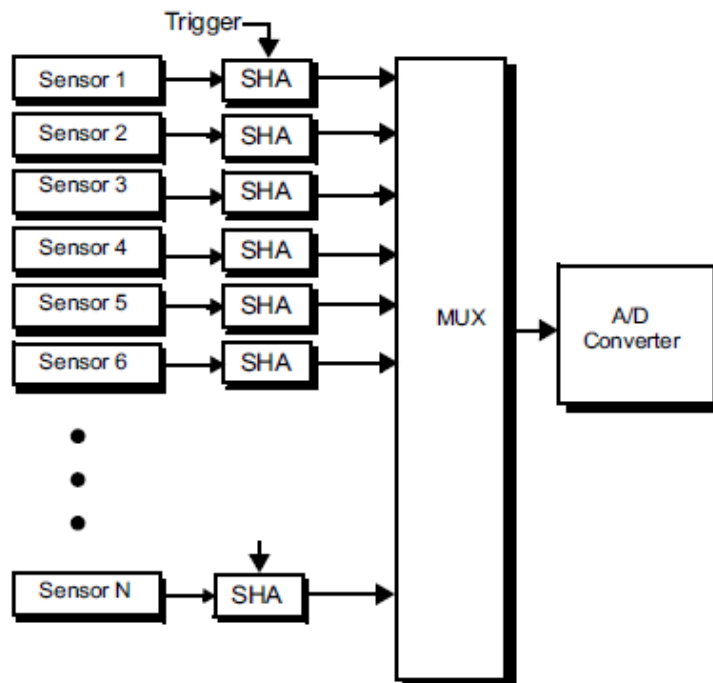 Trigger
Sensor 1
SHA
Sensor 2
SHA
Sensor 3
SHA
Sensor 4
SHA
Sensor 5
SHA
Sensor 6
SHA
MUX
A/D
Converter
Sensor N
SHA